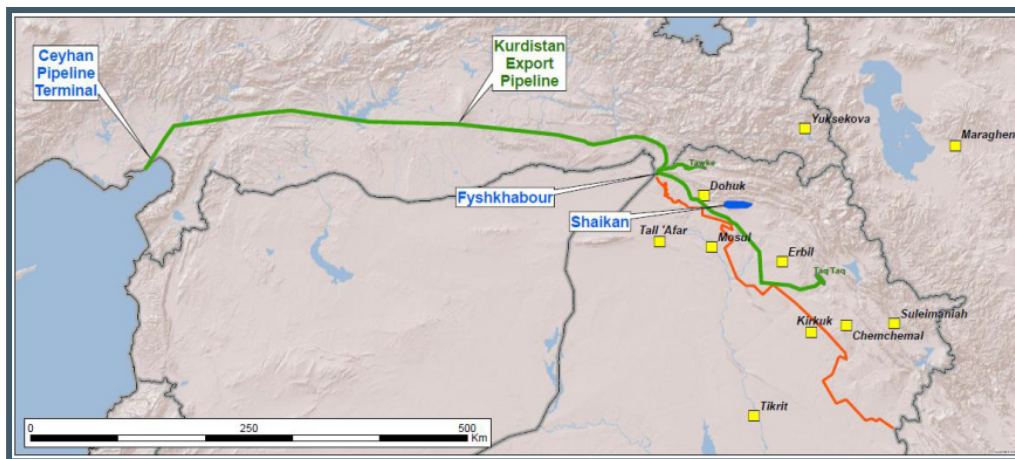 Ceyhan
Pipeline
Terminal
Kurdistan
Export
Pipeline
Yuksekova
Maragheh
Tawke
Dohuk
Fyshkhabour
Shaikan
Tall 'Afar
Mosul
Erbil
Taq Taq
Kirkuk
Suleimaniah
Chemchemal
Tikrit
0 250 500
Km